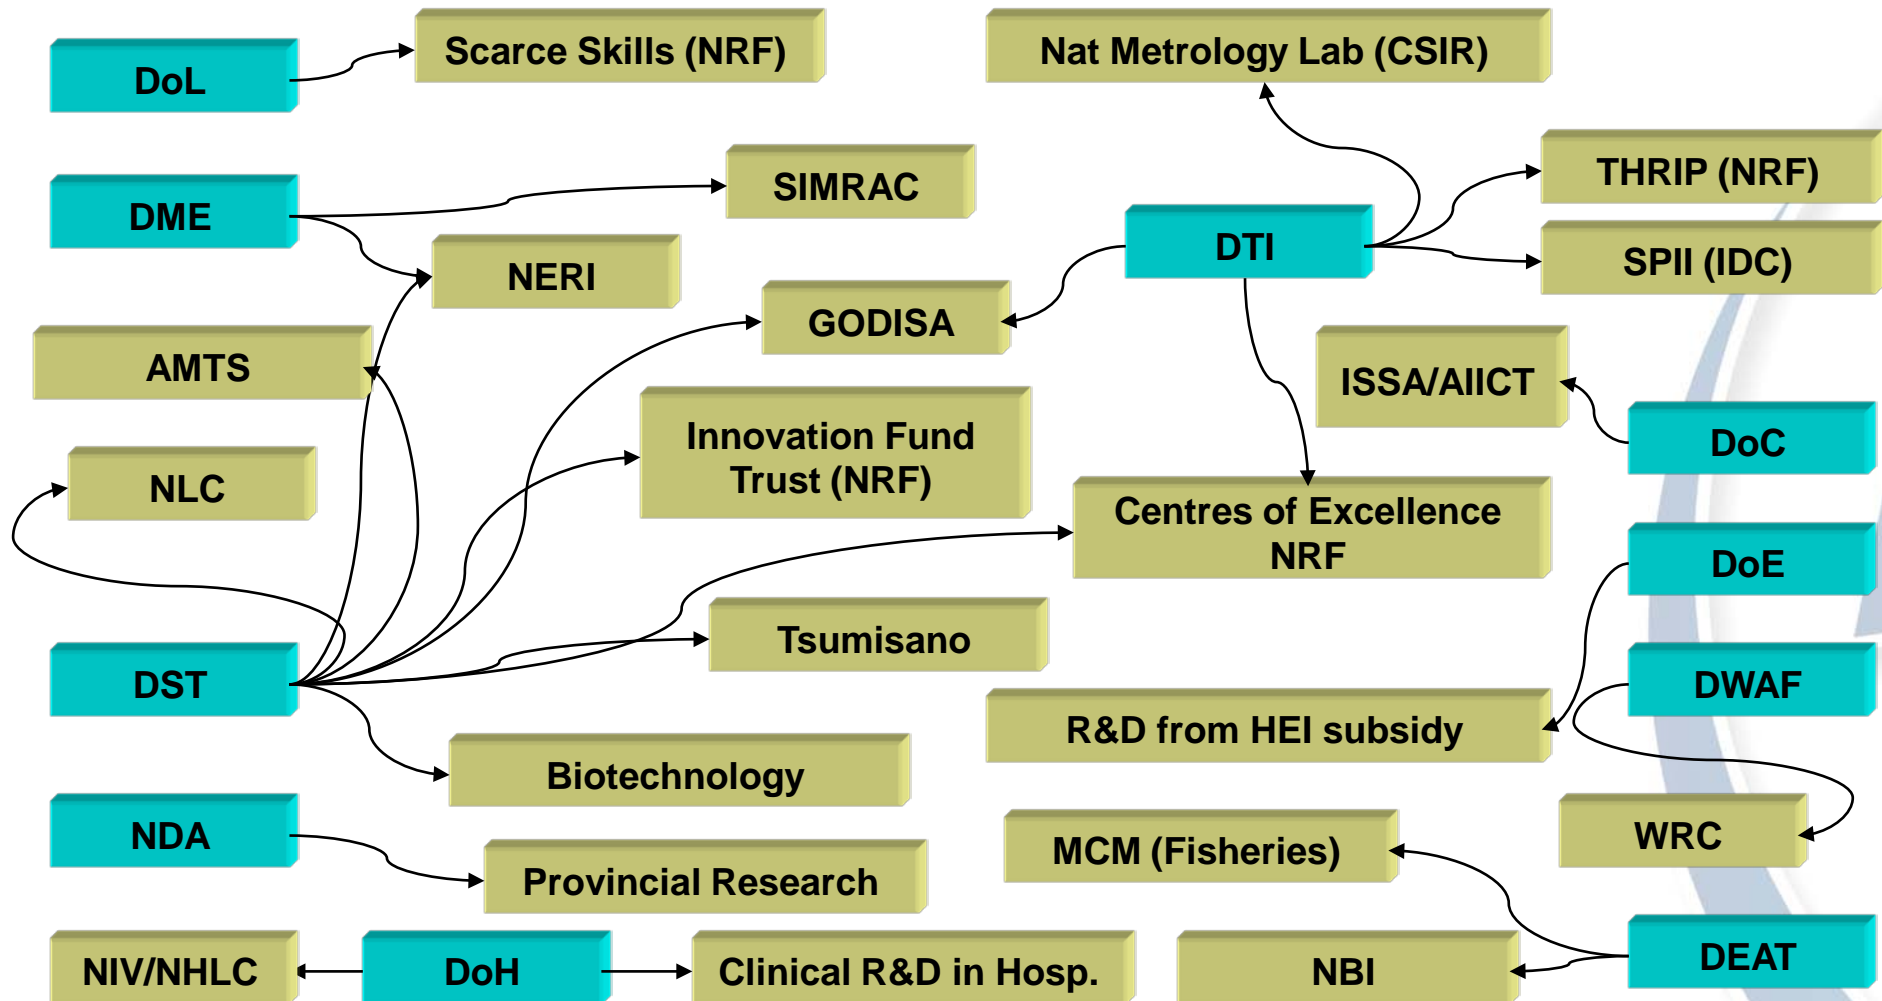 Scarce Skills (NRF)
Nat Metrology Lab (CSIR)
DoL
THRIP (NRF)
SIMRAC
DME
DTI
SPII (IDC)
NERI
GODISA
AMTS
ISSA/AIICT
Innovation Fund
Trust (NRF)
DoC
NLC
Centres of Excellence
NRF
DoE
Tsumisano
DST
DWAF
R&D from HEI subsidy
Biotechnology
NDA
MCM (Fisheries)
WRC
Provincial Research
NIV/NHLC
DoH
Clinical R&D in Hosp.
NBI
DEAT